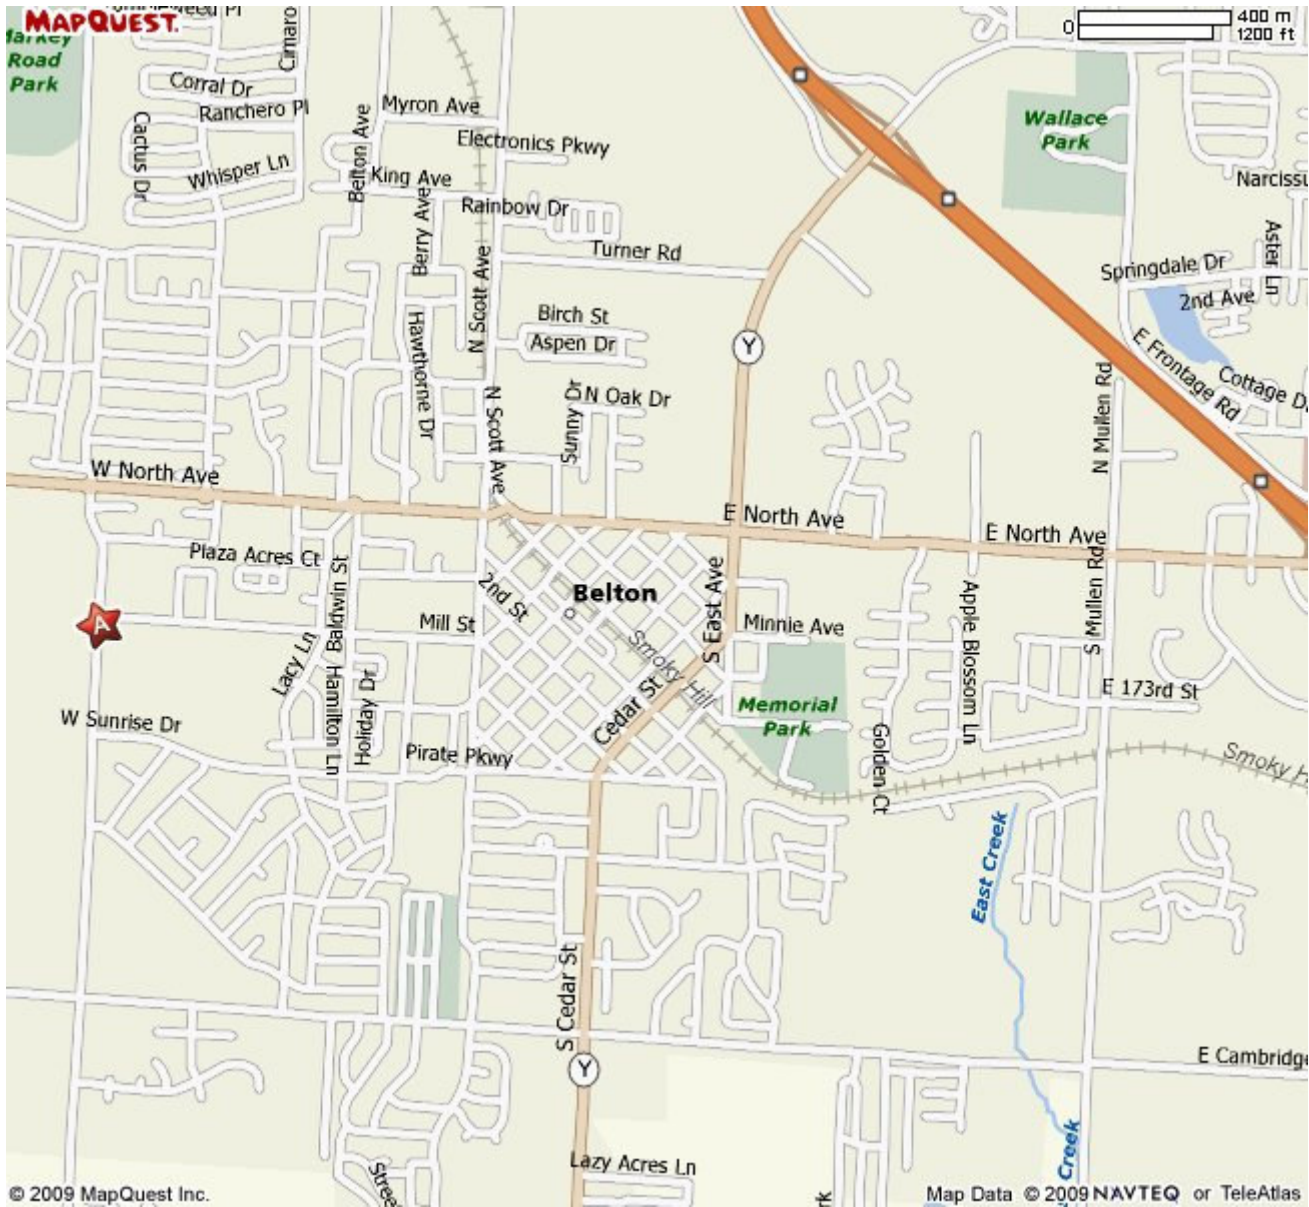 MAPQUEST.
0
400 m
1200 ft
Markey
Road
Park
Cimaro
Corral Dr
Ranchero Pl
Myron Ave
Belton Ave
Cactus Dr
Electronics Pkwy
Whisper Ln
King Ave
Wallace
Park
Narcissu
Rainbow Dr
Berry Ave
Turner Rd
Aster Ln
Springdale Dr
2nd Ave
N Scott Ave
Birch St
Aspen Dr
Hawthorne Dr
Y
E Frontage Rd
Cottage D
N Scott Ave
Sunny Dr
N Oak Dr
N Mullen Rd
W North Ave
E North Ave
E North Ave
Plaza Acres Ct
Baldwin St
2nd St
Belton
S East Ave
Apple Blossom Ln
S Mullen Rd
A
Mill St
Minnie Ave
Lacy Ln
Smoky Hill
Hamilton Ln
Holiday Dr
E 173rd St
W Sunrise Dr
Cedar St
Memorial
Park
Golden Ct
Pirate Pkwy
Smoky H
East Creek
S Cedar St
E Cambridge
Y
Creek
Lazy Acres Ln
Stree
rk
© 2009 MapQuest Inc.
Map Data © 2009 NAVTEQ or TeleAtlas